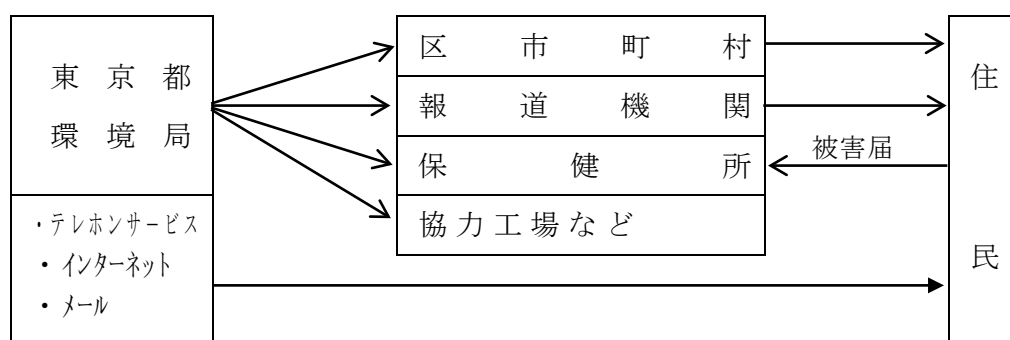 東京都
環境局
・テレホンサービス
・インターネット
・メール
区市町村
報道機関
保健所
協力工場など
被害届
住民